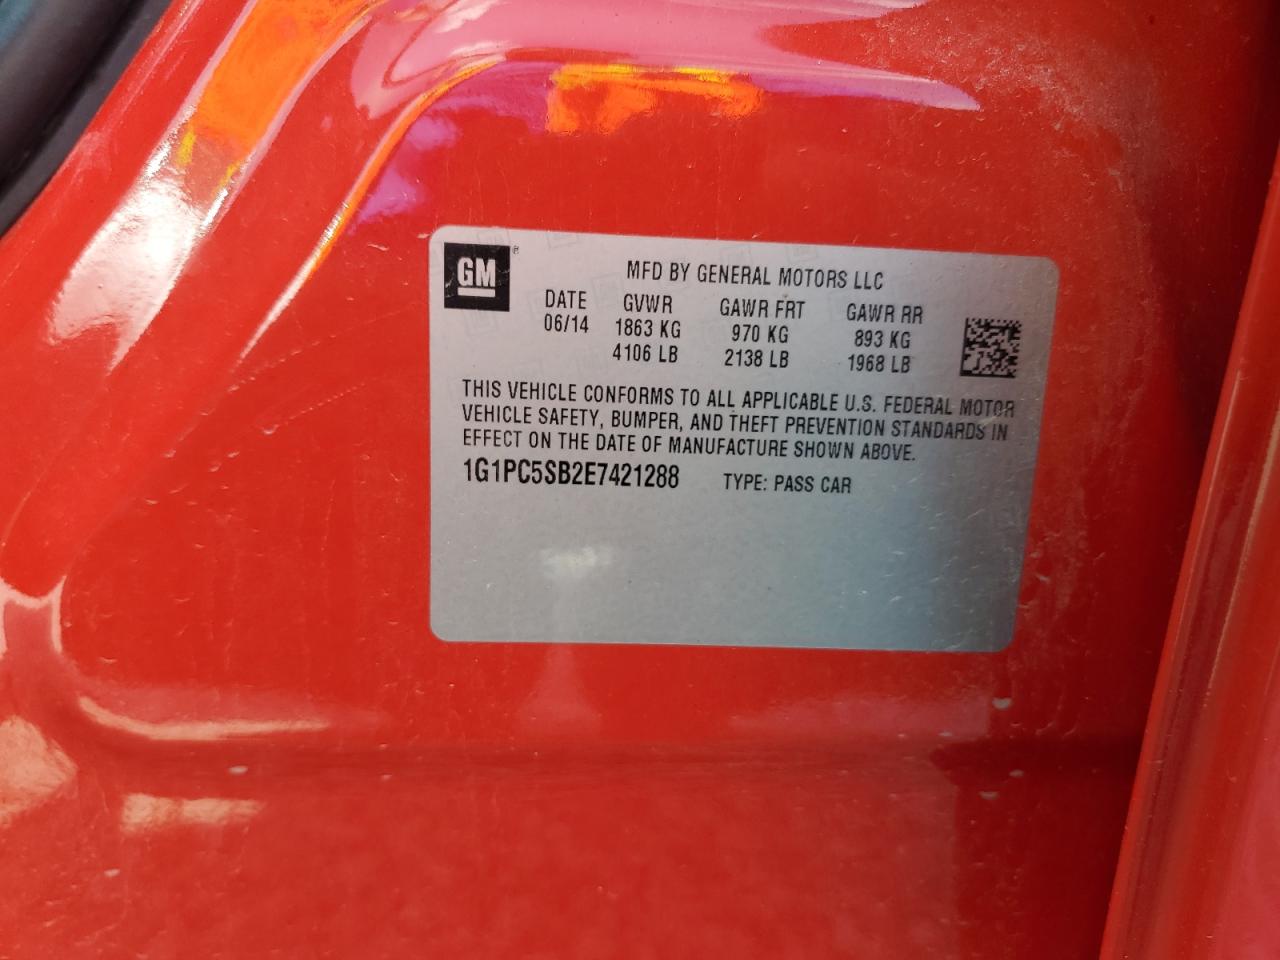 GM
MFD BY GENERAL MOTORS LLC
DATE GVWR GAWR FRT GAWR RR
06/14 1863 KG 970 KG 893 KG
4106 LB 2138 LB 1968 LB
THIS VEHICLE CONFORMS TO ALL APPLICABLE U.S. FEDERAL MOTOR
VEHICLE SAFETY, BUMPER, AND THEFT PREVENTION STANDARDS IN
EFFECT ON THE DATE OF MANUFACTURE SHOWN ABOVE.
1G1PC5SB2E7421288 TYPE: PASS CAR